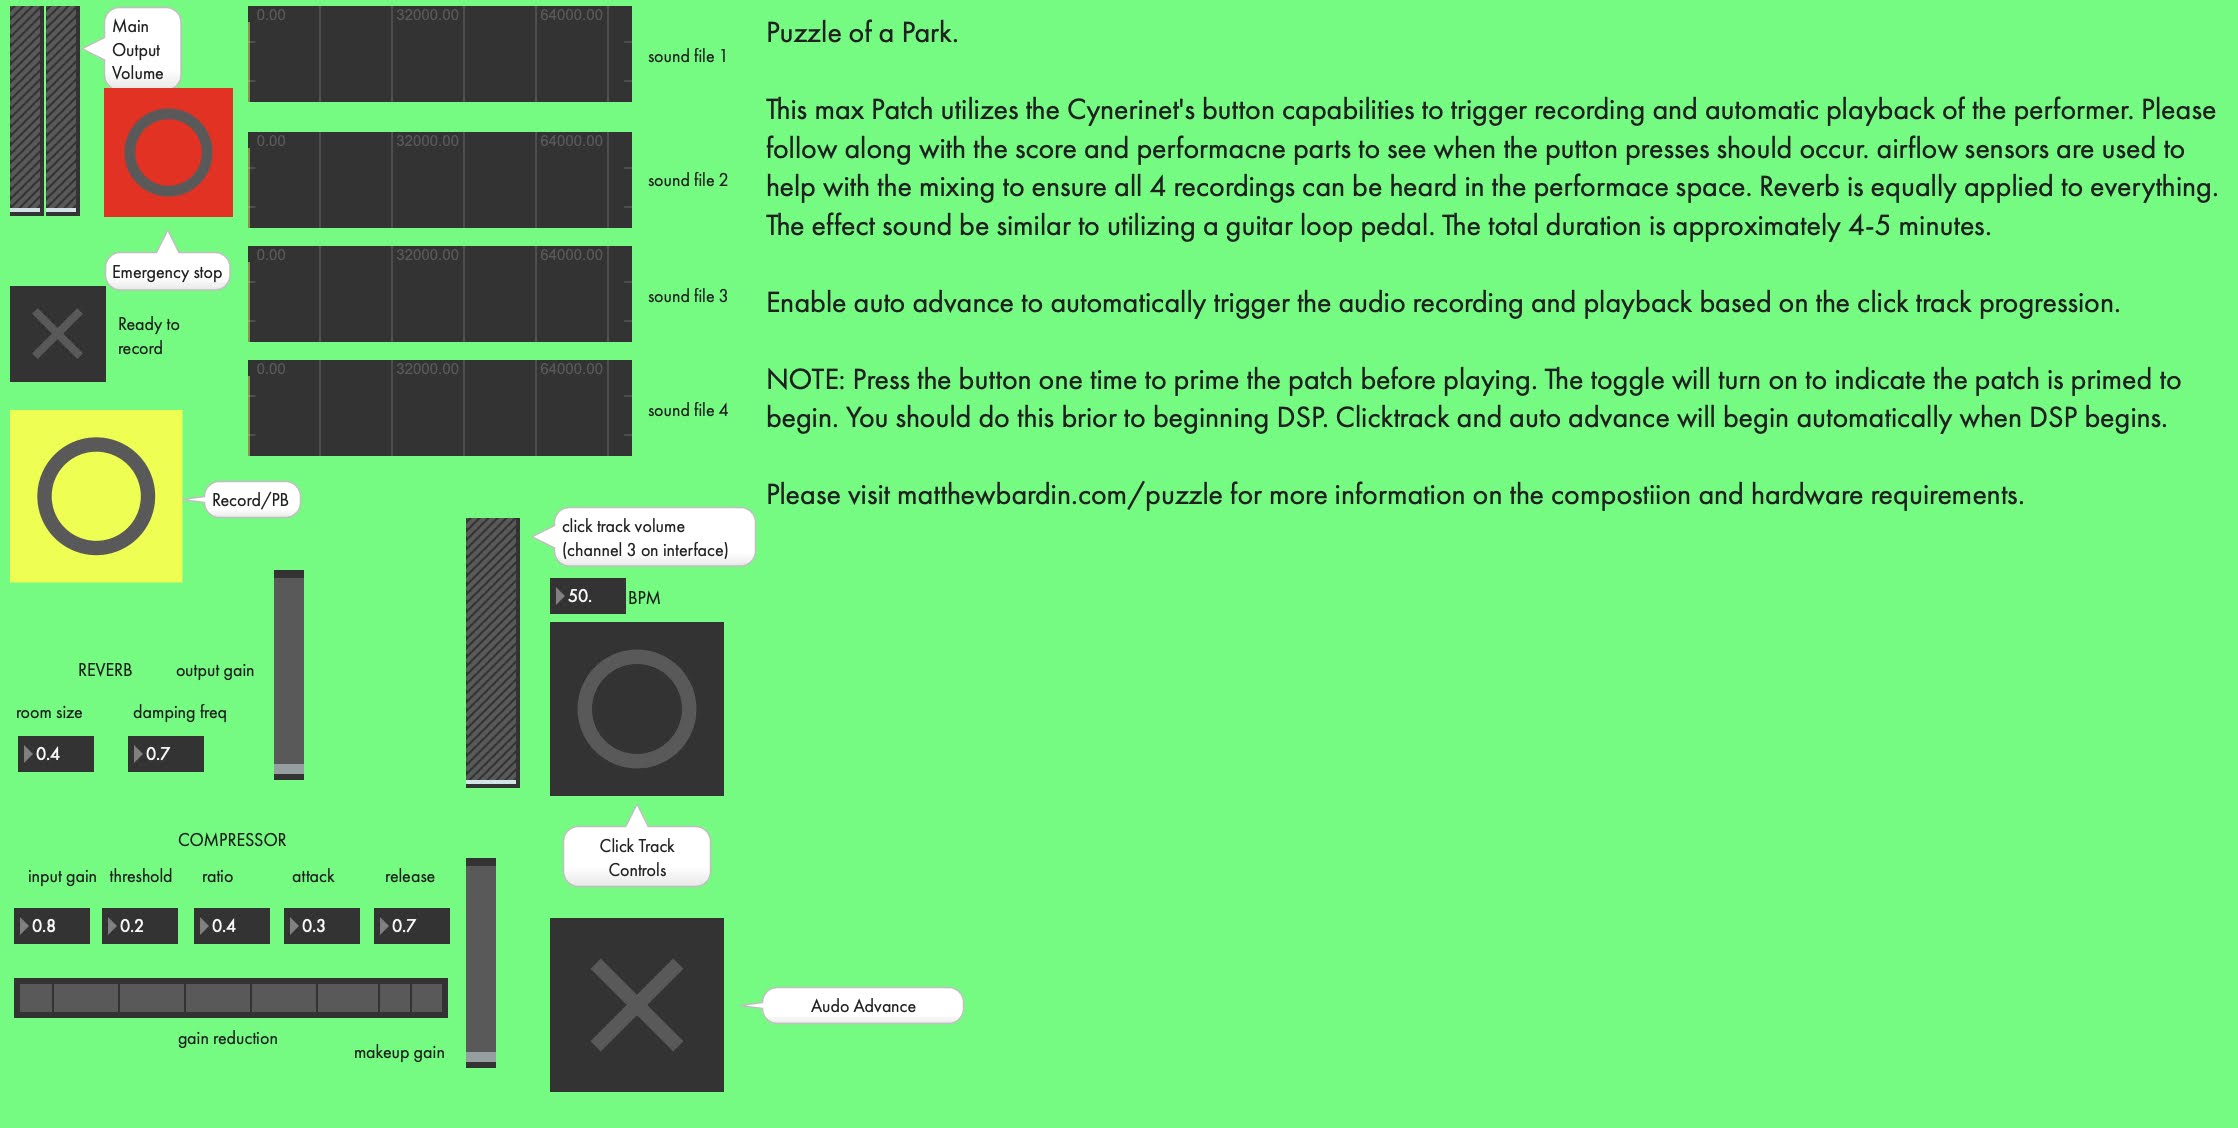 Main
Output
Volume
0.00 32000.00 64000.00
sound file 1
0.00 32000.00 64000.00
sound file 2
Emergency stop
0.00 32000.00 64000.00
sound file 3
Ready to
record
0.00 32000.00 64000.00
sound file 4
Record/PB
click track volume
(channel 3 on interface)
50. BPM
REVERB output gain
room size damping freq
0.4 0.7
Click Track
Controls
COMPRESSOR
input gain threshold ratio attack release
0.8 0.2 0.4 0.3 0.7
gain reduction
makeup gain
Audo Advance
Puzzle of a Park.
This max Patch utilizes the Cynerinet's button capabilities to trigger recording and automatic playback of the performer. Please
follow along with the score and performacne parts to see when the putton presses should occur. airflow sensors are used to
help with the mixing to ensure all 4 recordings can be heard in the performace space. Reverb is equally applied to everything.
The effect sound be similar to utilizing a guitar loop pedal. The total duration is approximately 4-5 minutes.
Enable auto advance to automatically trigger the audio recording and playback based on the click track progression.
NOTE: Press the button one time to prime the patch before playing. The toggle will turn on to indicate the patch is primed to
begin. You should do this brior to beginning DSP. Clicktrack and auto advance will begin automatically when DSP begins.
Please visit matthewbardin.com/puzzle for more information on the compostiion and hardware requirements.